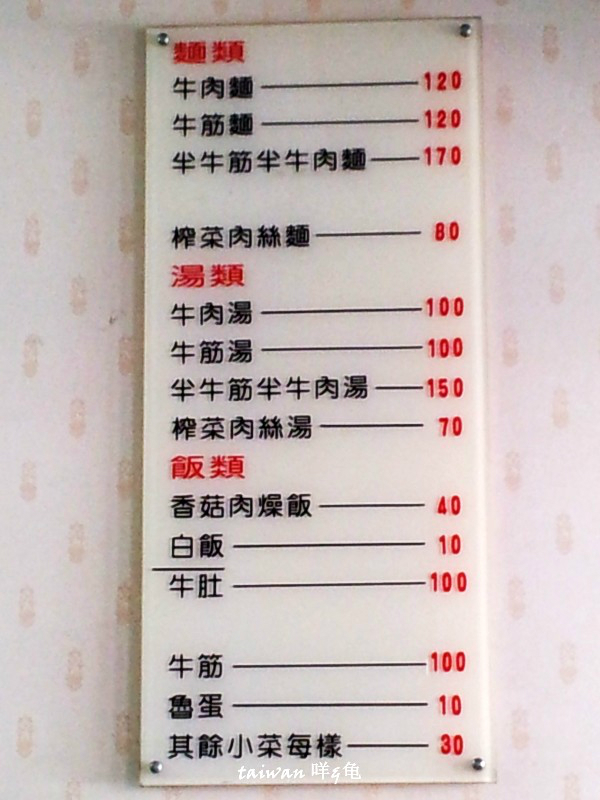 麵類
牛肉麵 120
牛筋麵 120
半牛筋半牛肉麵 170
榨菜肉絲麵 80
湯類
牛肉湯 100
牛筋湯 100
半牛筋半牛肉湯 150
榨菜肉絲湯 70
飯類
香菇肉燥飯 40
白飯 10
牛肚 100
牛筋 100
魯蛋 10
其餘小菜每樣 30
taiwan 咩q龟